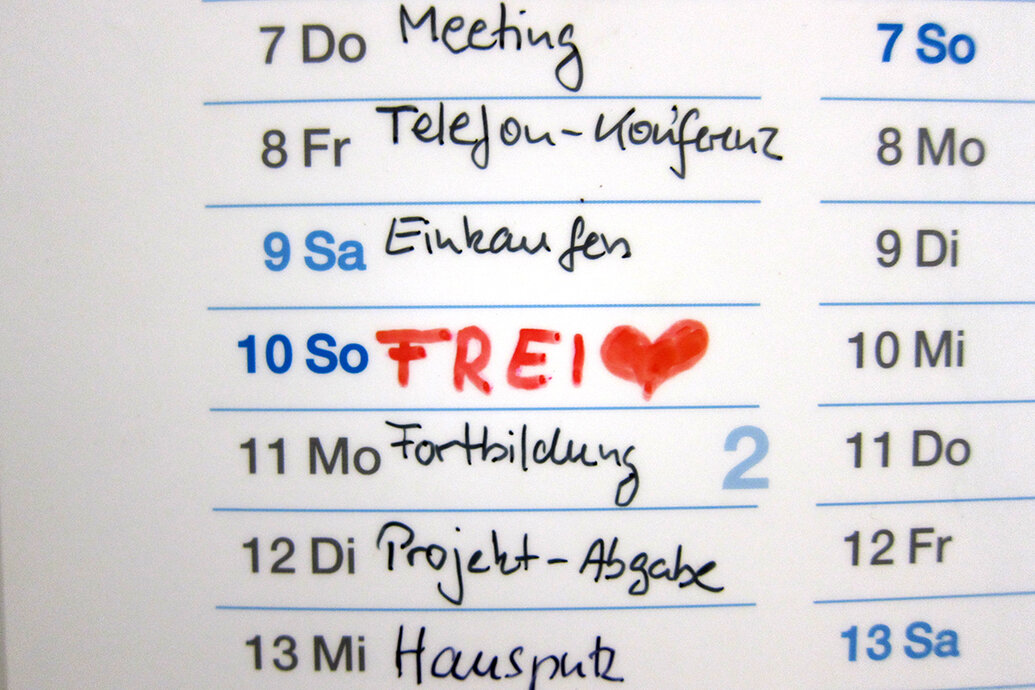 7 Do Meeting
8 Fr Telefon-Konferenz
9 Sa Einkaufen
10 So FREI
11 Mo Fortbildung 2
12 Di Projekt-Abgabe
13 Mi Hausputz
7 So
8 Mo
9 Di
10 Mi
11 Do
12 Fr
13 Sa